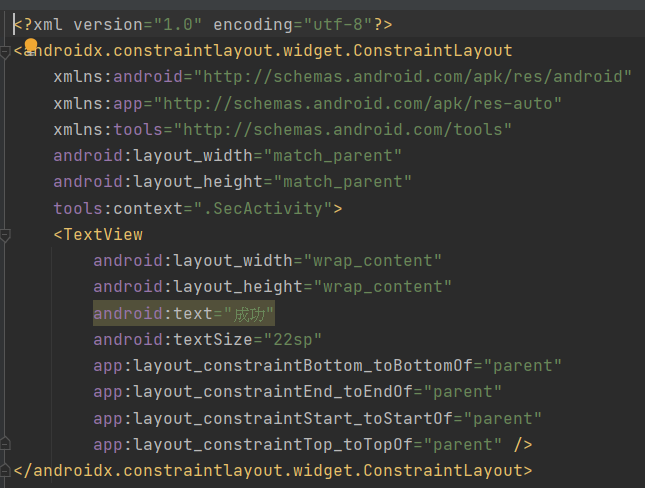 <?xml version="1.0" encoding="utf-8"?>
<androidx.constraintlayout.widget.ConstraintLayout
xmlns:android="http://schemas.android.com/apk/res/android"
xmlns:app="http://schemas.android.com/apk/res-auto"
xmlns:tools="http://schemas.android.com/tools"
android:layout_width="match_parent"
android:layout_height="match_parent"
tools:context=".SecActivity">
<TextView
android:layout_width="wrap_content"
android:layout_height="wrap_content"
android:text="成功"
android:textSize="22sp"
app:layout_constraintBottom_toBottomOf="parent"
app:layout_constraintEnd_toEndOf="parent"
app:layout_constraintStart_toStartOf="parent"
app:layout_constraintTop_toTopOf="parent" />
</androidx.constraintlayout.widget.ConstraintLayout>